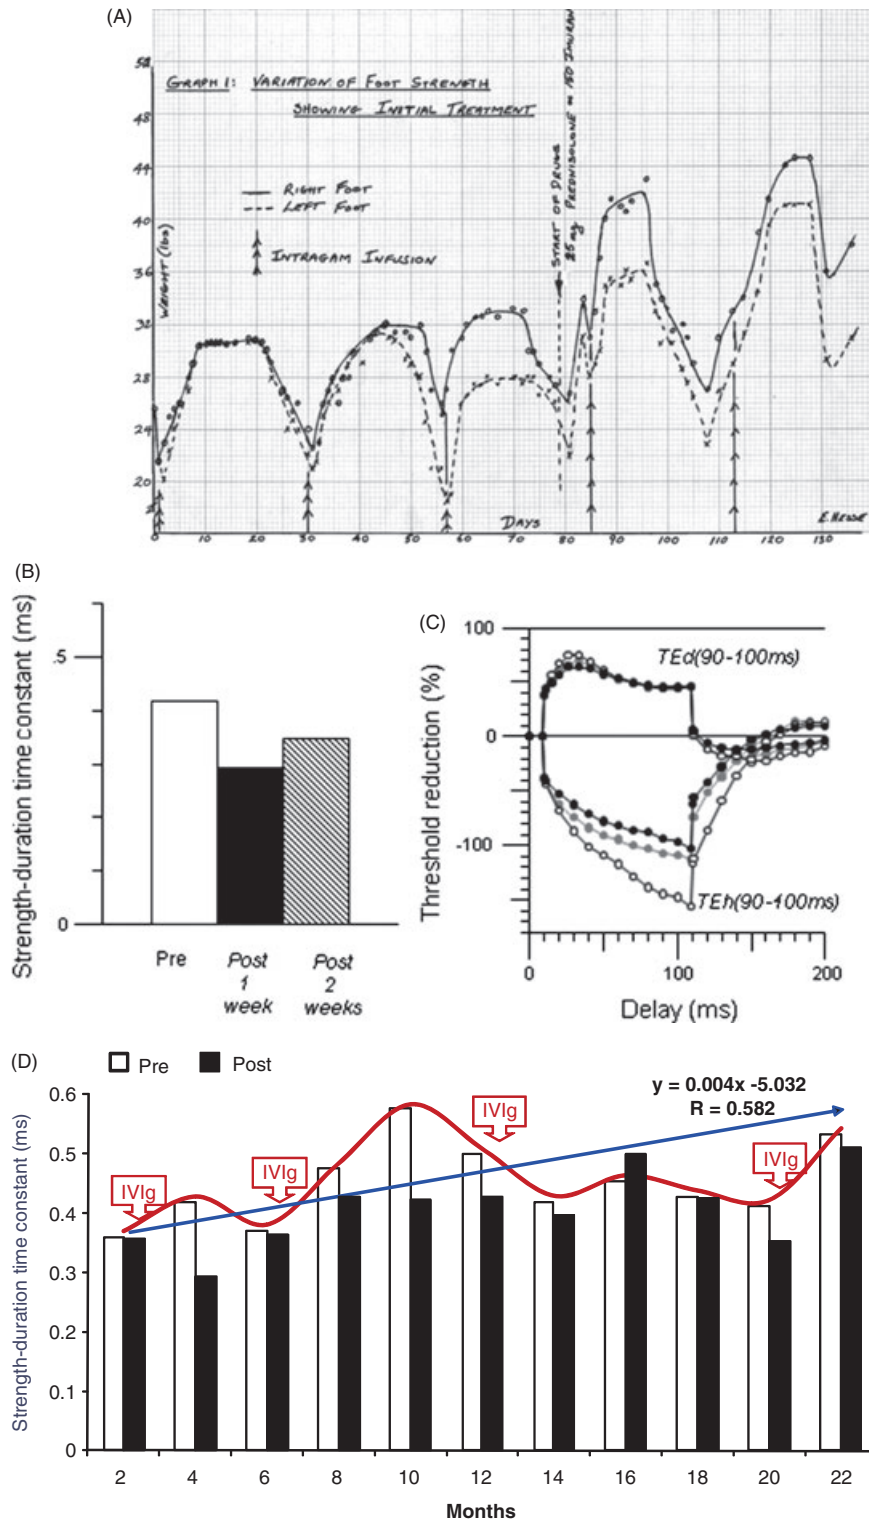 (A)
GRAPH 1: VARIATION OF FOOT STRENGTH
SHOWING INITIAL TREATMENT
RIGHT FOOT
LEFT FOOT
INTRAGAM INFUSION
WEIGHT (lbs)
START OF DRUGS
25 mg PREDNISOLONE + 150 IMURAN
52
48
44
40
36
32
28
24
20
0 10 20 30 40 50 60 70 80 90 100 110 120 130
DAYS
E. HESSE
(B)
Strength-duration time constant (ms)
.5
0
Pre
Post
1
week
Post
2
weeks
(C)
Threshold reduction (%)
100
0
-100
TEd(90-100ms)
TEh(90-100ms)
0 100 200
Delay (ms)
(D)
Pre Post
Strength-duration time constant (ms)
y = 0.004x -5.032
R = 0.582
IVIg
IVIg
IVIg
IVIg
0.6
0.5
0.4
0.3
0.2
0.1
0
2 4 6 8 10 12 14 16 18 20 22
Months